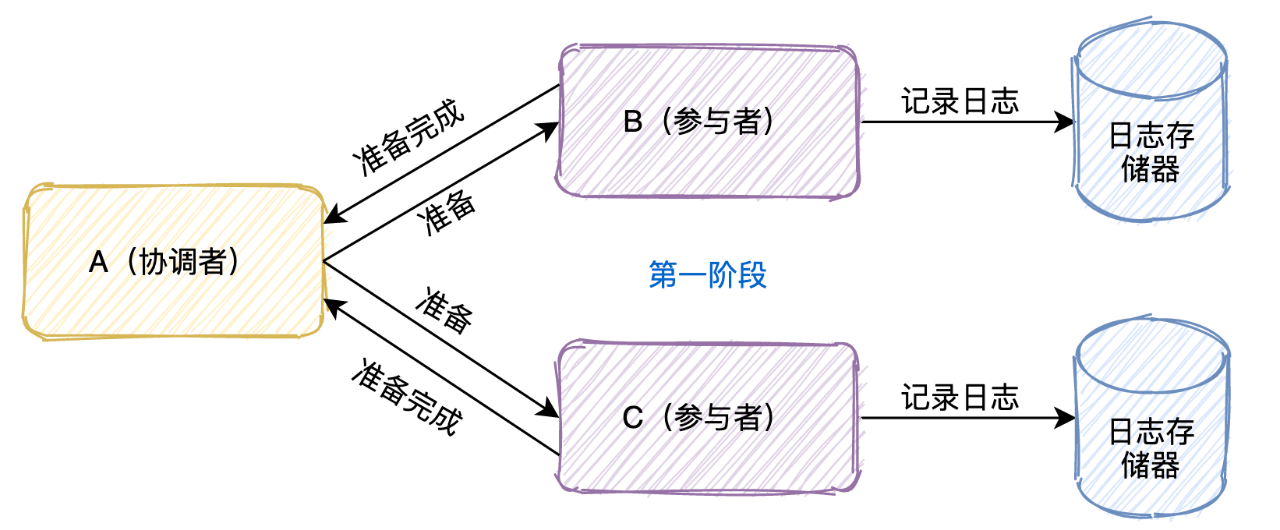 准备完成
准备
A（协调者）
准备
准备完成
B（参与者）
记录日志
日志存
储器
第一阶段
C（参与者）
记录日志
日志存
储器